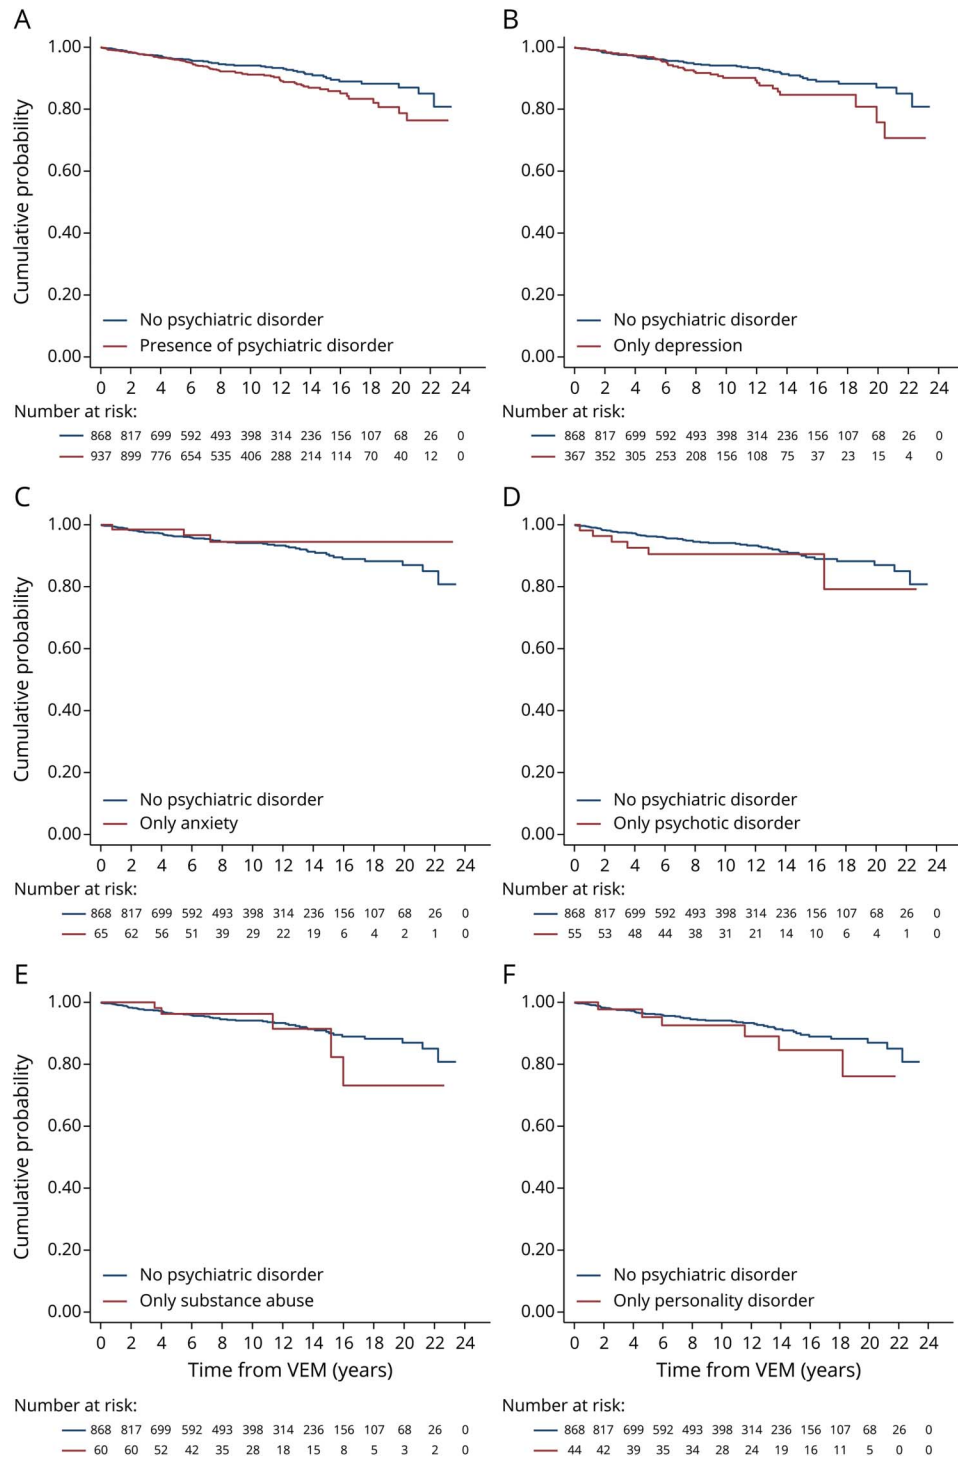 A
Cumulative probability
1.00
0.80
0.60
0.40
0.20
0.00
No psychiatric disorder
Presence of psychiatric disorder
0 2 4 6 8 10 12 14 16 18 20 22 24
Number at risk:
868 817 699 592 493 398 314 236 156 107 68 26 0
937 899 776 654 535 406 288 214 114 70 40 12 0
B
1.00
0.80
0.60
0.40
0.20
0.00
No psychiatric disorder
Only depression
0 2 4 6 8 10 12 14 16 18 20 22 24
Number at risk:
868 817 699 592 493 398 314 236 156 107 68 26 0
367 352 305 253 208 156 108 75 37 23 15 4 0
C
Cumulative probability
1.00
0.80
0.60
0.40
0.20
0.00
No psychiatric disorder
Only anxiety
0 2 4 6 8 10 12 14 16 18 20 22 24
Number at risk:
868 817 699 592 493 398 314 236 156 107 68 26 0
65 62 56 51 39 29 22 19 6 4 2 1 0
D
1.00
0.80
0.60
0.40
0.20
0.00
No psychiatric disorder
Only psychotic disorder
0 2 4 6 8 10 12 14 16 18 20 22 24
Number at risk:
868 817 699 592 493 398 314 236 156 107 68 26 0
55 53 48 44 38 31 21 14 10 6 4 1 0
E
Cumulative probability
1.00
0.80
0.60
0.40
0.20
0.00
No psychiatric disorder
Only substance abuse
0 2 4 6 8 10 12 14 16 18 20 22 24
Time from VEM (years)
Number at risk:
868 817 699 592 493 398 314 236 156 107 68 26 0
60 60 52 42 35 28 18 15 8 5 3 2 0
F
1.00
0.80
0.60
0.40
0.20
0.00
No psychiatric disorder
Only personality disorder
0 2 4 6 8 10 12 14 16 18 20 22 24
Time from VEM (years)
Number at risk:
868 817 699 592 493 398 314 236 156 107 68 26 0
44 42 39 35 34 28 24 19 16 11 5 0 0